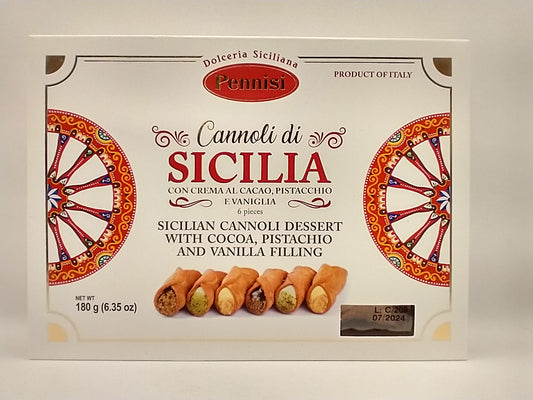 Dolceria Siciliana
Pennisi
PRODUCT OF ITALY
Cannoli di
SICILIA
CON CREMA AL CACAO, PISTACCHIO
E VANIGLIA
6 pieces
SICILIAN CANNOLI DESSERT
WITH COCOA, PISTACHIO
AND VANILLA FILLING
NET WT
180 g (6.35 oz)
07/2024